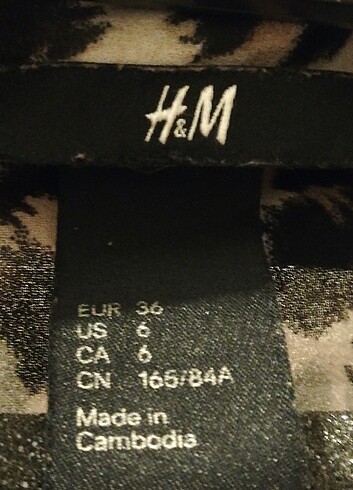 H&M
EUR 36
US 6
CA 6
CN 165/84A
Made in
Cambodia